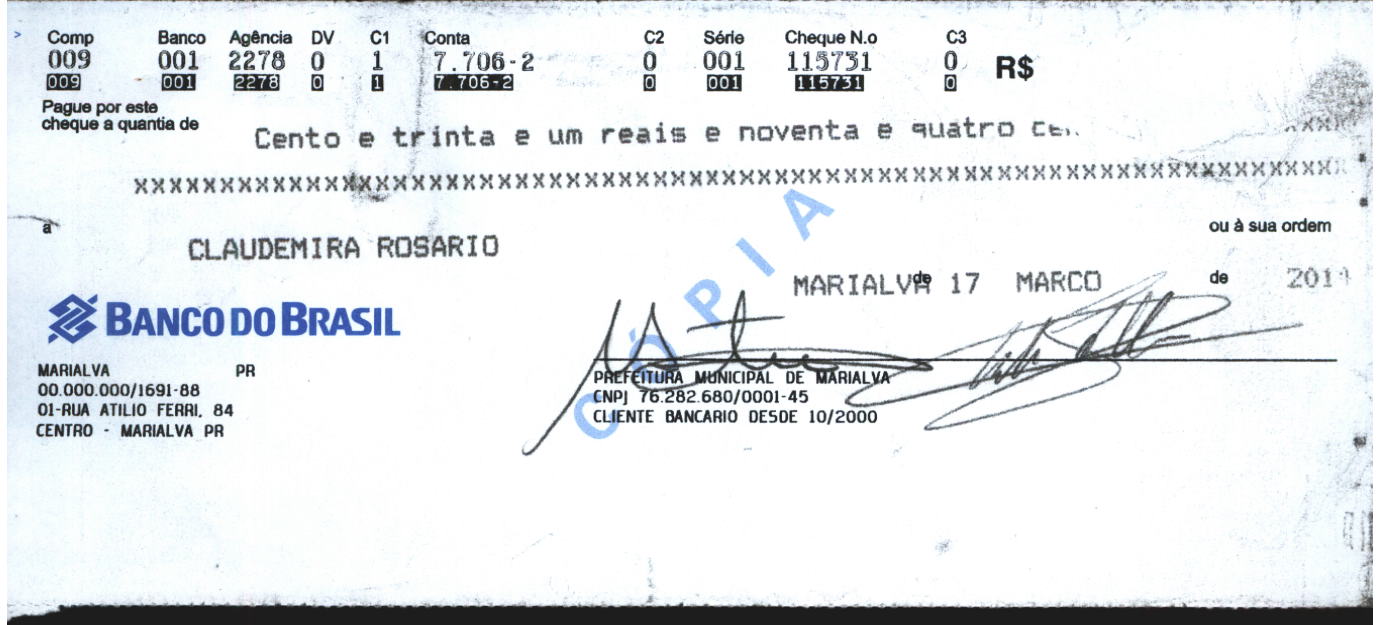 Comp Banco Agência DV C1 Conta C2 Série Cheque N.o C3
009 001 2278 0 1 7.706-2 0 001 115731 0 R$
009 001 2278 0 1 7.706-2 0 001 115731 0
Pague por este
cheque a quantia de
Cento e trinta e um reais e noventa e quatro
XXXXXXXXXXXXXXXXXXXXXXXXXXXXXXXXXXXXXXXXXXXXXXXXXXXXXXXXXXXXXXXXXXXXXXXXXXXXXXXXXXXX
a ou à sua ordem
CLAUDEMIRA ROSARIO
MARIALVA de 17 MARCO de
CÓPIA
BANCO DO BRASIL
MARIALVA PR
00.000.000/1691-88
01-RUA ATILIO FERRI, 84
CENTRO - MARIALVA PR
PREFEITURA MUNICIPAL DE MARIALVA
CNPJ 76.282.680/0001-45
CLIENTE BANCARIO DESDE 10/2000